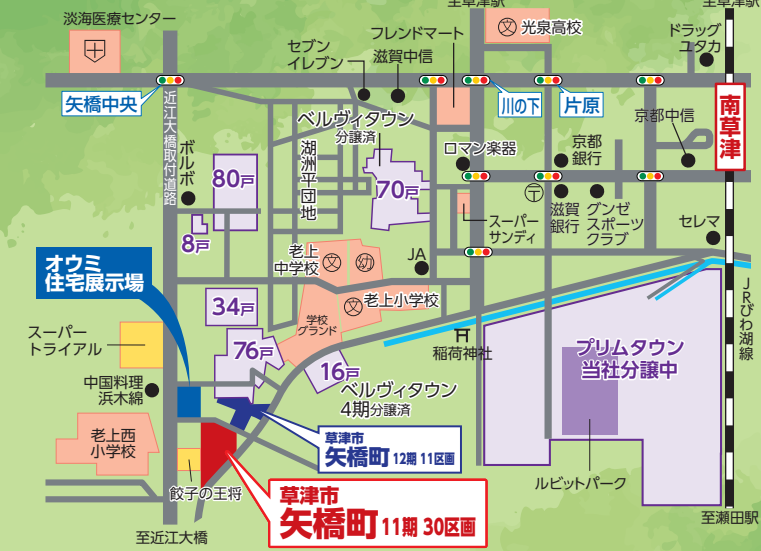 至草津駅
至草津駅
淡海医療センター
フレンドマート
文
光泉高校
ドラッグ
ユタカ
セブン
イレブン
滋賀中信
矢橋中央
川の下
片原
南草津
近江大橋取付道路
ボルボ
ベルヴィタウン
分譲済
湖洲平団地
ロマン楽器
京都
銀行
京都中信
80戸
70戸
〒
滋賀
銀行
グンゼ
スポーツ
クラブ
スーパー
サンディ
セレマ
8戸
オウミ
住宅展示場
老上
中学校
文
幼
JA
34戸
文
老上小学校
学校
グランド
JRびわ湖線
スーパー
トライアル
76戸
16戸
稲荷神社
プリムタウン
当社分譲中
中国料理
浜木綿
ベルヴィタウン
4期分譲済
老上西
小学校
草津市
矢橋町 12期 11区画
ルビットパーク
餃子の王将
草津市
矢橋町 11期 30区画
至近江大橋
至瀬田駅